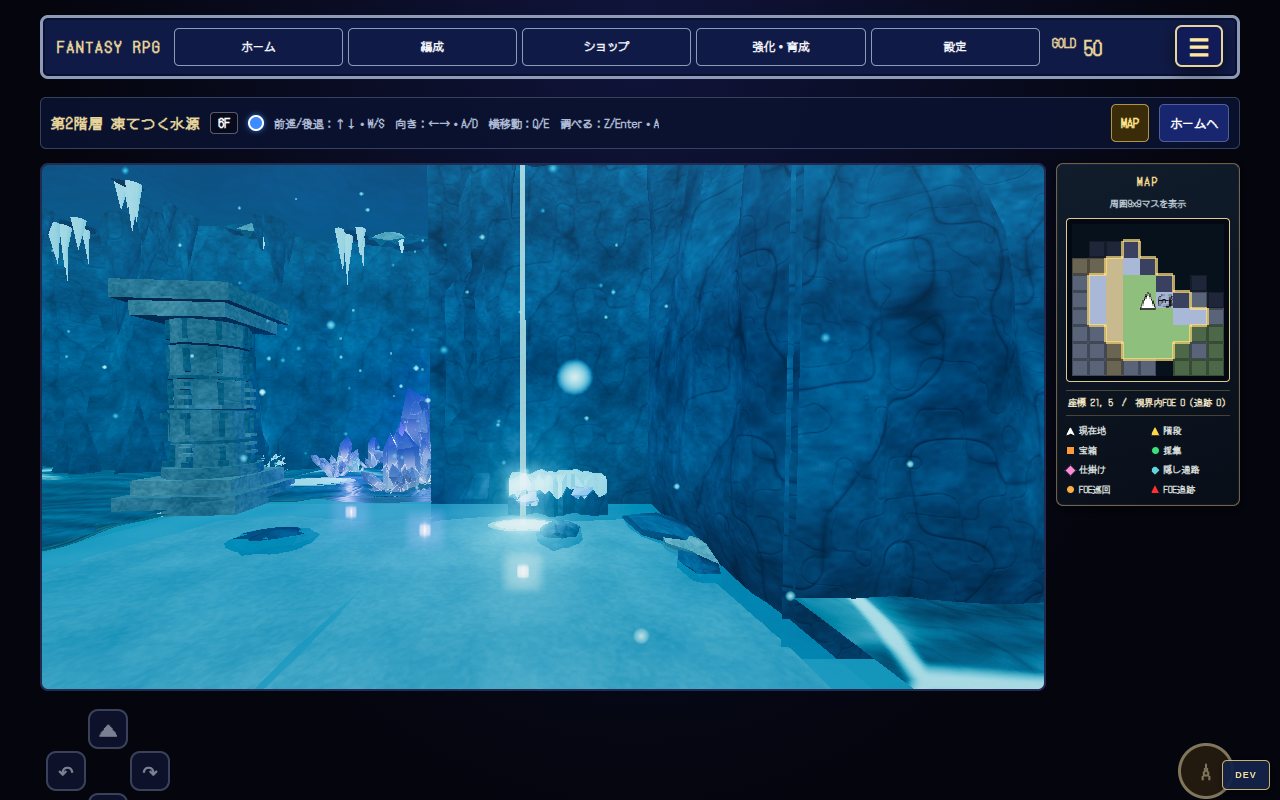 FANTASY RPG
ホーム
編成
ショップ
強化・育成
設定
GOLD 50
第2階層 凍てつく水源
6F
前進/後退：↑↓・W/S 向き：←→・A/D 横移動：Q/E 調べる：Z/Enter・A
MAP
ホームへ
MAP
周囲9x9マスを表示
座標 21, 5 / 視界内FOE 0（追跡 0）
現在地
階段
宝箱
採集
仕掛け
隠し通路
FOE巡回
FOE追跡
A
DEV